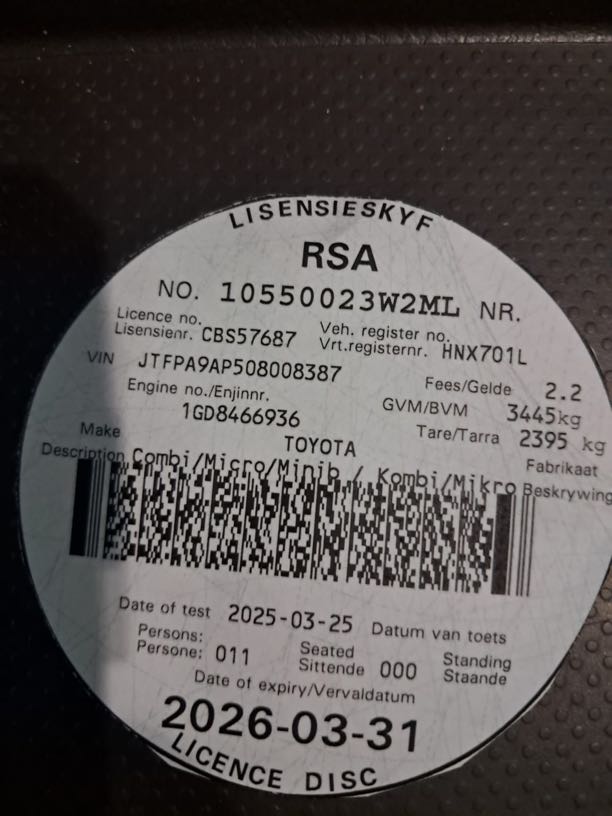 LISENSIESKYF
RSA
NO. 10550023W2ML NR.
Licence no. Veh. register no.
Lisensienr. CBS57687 Vrt.registernr. HNX701L
VIN JTFPA9AP508008387 Fees/Gelde 2.2
Engine no./Enjinnr. GVM/BVM 3445kg
1GD8466936 Tare/Tarra 2395 kg
Make TOYOTA Fabrikaat
Description Combi/Micro/Minib / Kombi/Mikro Beskrywing
Date of test 2025-03-25 Datum van toets
Persons: Seated Standing
Persone: 011 Sittende 000 Staande
Date of expiry/Vervaldatum
2026-03-31
LICENCE DISC